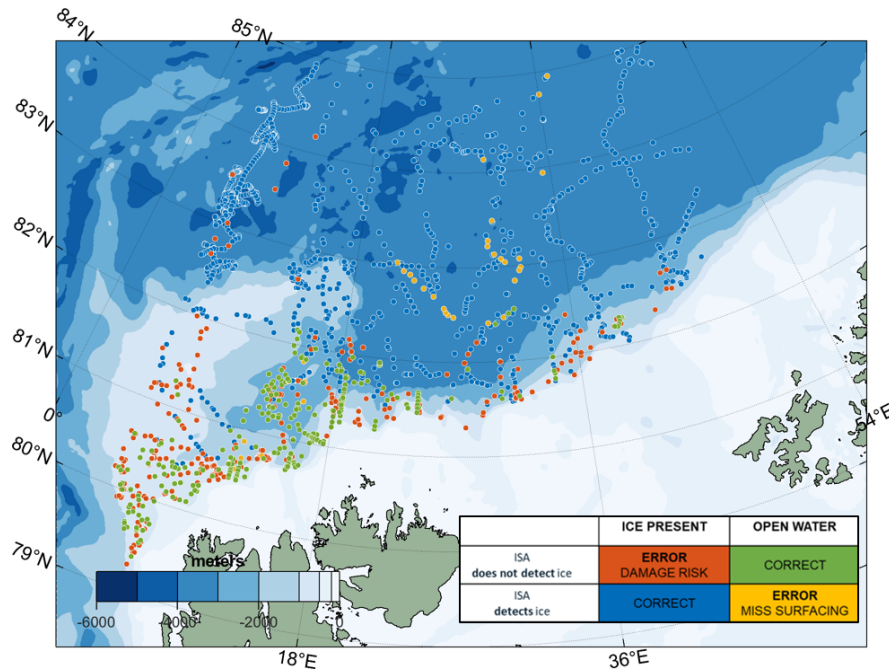 84°N
85°N
83°N
82°N
81°N
0°
80°N
79°N
54°E
18°E
36°E
meters
-6000 -4000 -2000 0
ICE PRESENT OPEN WATER
ISA
does not detect ice
ERROR
DAMAGE RISK
CORRECT
ISA
detects ice
CORRECT
ERROR
MISS SURFACING